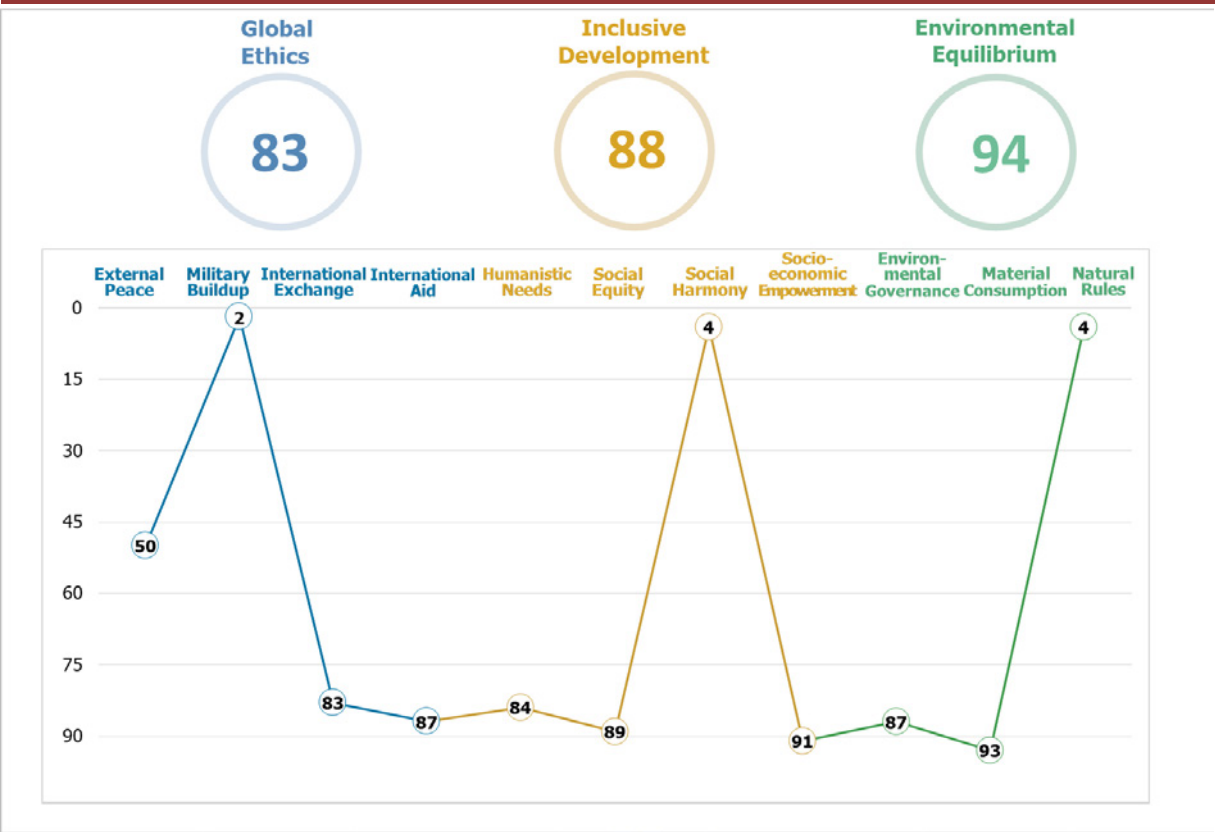 Global
Ethics
Inclusive
Development
Environmental
Equilibrium
83
88
94
External
Peace
Military
Buildup
International
Exchange
International
Aid
Humanistic
Needs
Social
Equity
Social
Harmony
Socio-
economic
Empowerment
Environ-
mental
Governance
Material
Consumption
Natural
Rules
0
15
30
45
60
75
90
50
2
83
87
84
89
4
91
87
93
4